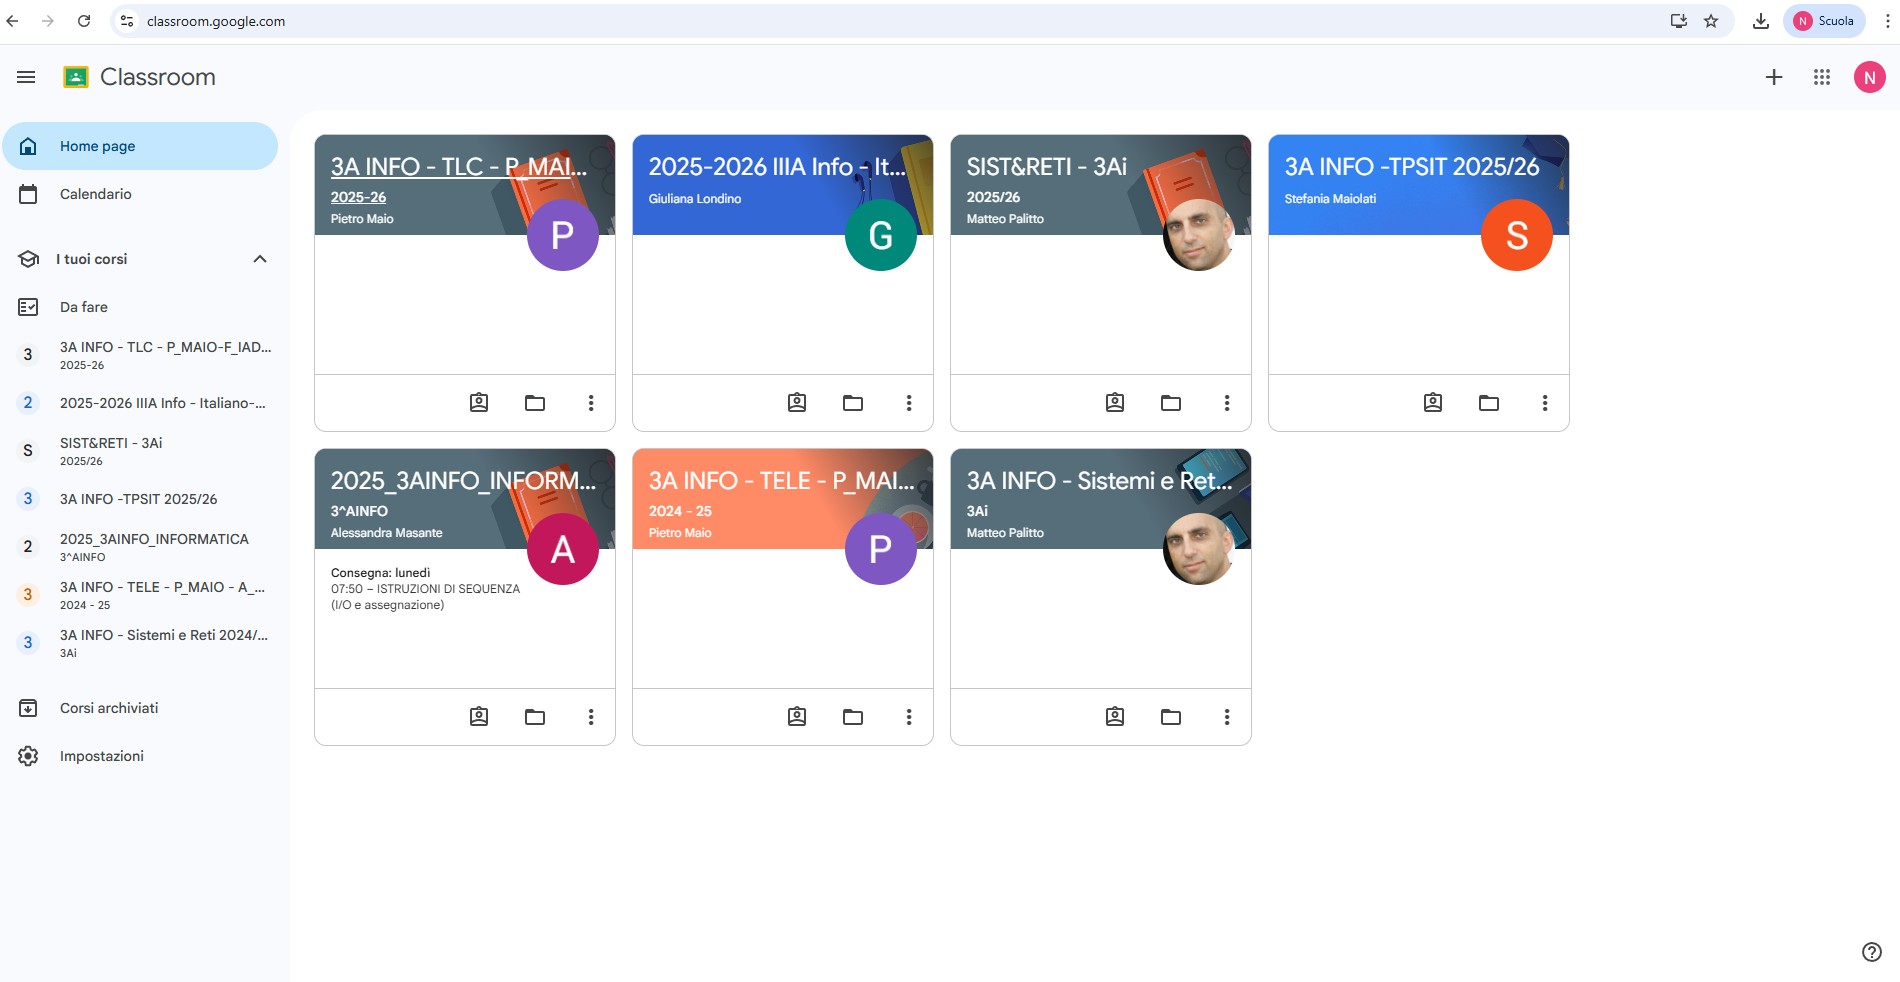 classroom.google.com
N Scuola
Classroom
N
Home page
Calendario
I tuoi corsi
Da fare
3 3A INFO - TLC - P_MAIO-F_IAD...
2025-26
2 2025-2026 IIIA Info - Italiano-...
S SIST&RETI - 3Ai
2025/26
3 3A INFO -TPSIT 2025/26
2 2025_3AINFO_INFORMATICA
3^AINFO
3 3A INFO - TELE - P_MAIO - A_...
2024 - 25
3 3A INFO - Sistemi e Reti 2024/...
3Ai
Corsi archiviati
Impostazioni
3A INFO - TLC - P_MAI...
2025-26
Pietro Maio
P
2025-2026 IIIA Info - It...
Giuliana Londino
G
SIST&RETI - 3Ai
2025/26
Matteo Palitto
3A INFO -TPSIT 2025/26
Stefania Maiolati
S
2025_3AINFO_INFORM...
3^AINFO
Alessandra Masante
A
Consegna: lunedì
07:50 – ISTRUZIONI DI SEQUENZA
(I/O e assegnazione)
3A INFO - TELE - P_MAI...
2024 - 25
Pietro Maio
P
3A INFO - Sistemi e Ret...
3Ai
Matteo Palitto